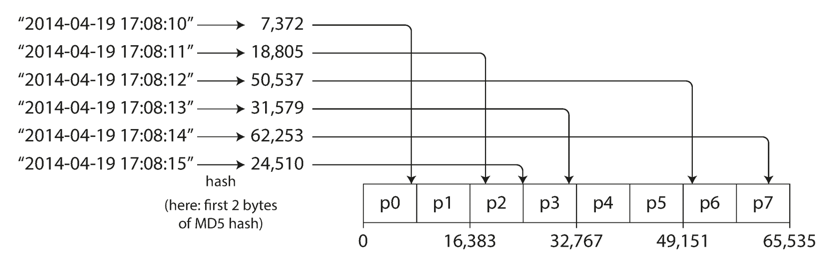 “2014-04-19 17:08:10” 7,372
“2014-04-19 17:08:11” 18,805
“2014-04-19 17:08:12” 50,537
“2014-04-19 17:08:13” 31,579
“2014-04-19 17:08:14” 62,253
“2014-04-19 17:08:15” 24,510
hash
(here: first 2 bytes
of MD5 hash)
p0 p1 p2 p3 p4 p5 p6 p7
0 16,383 32,767 49,151 65,535